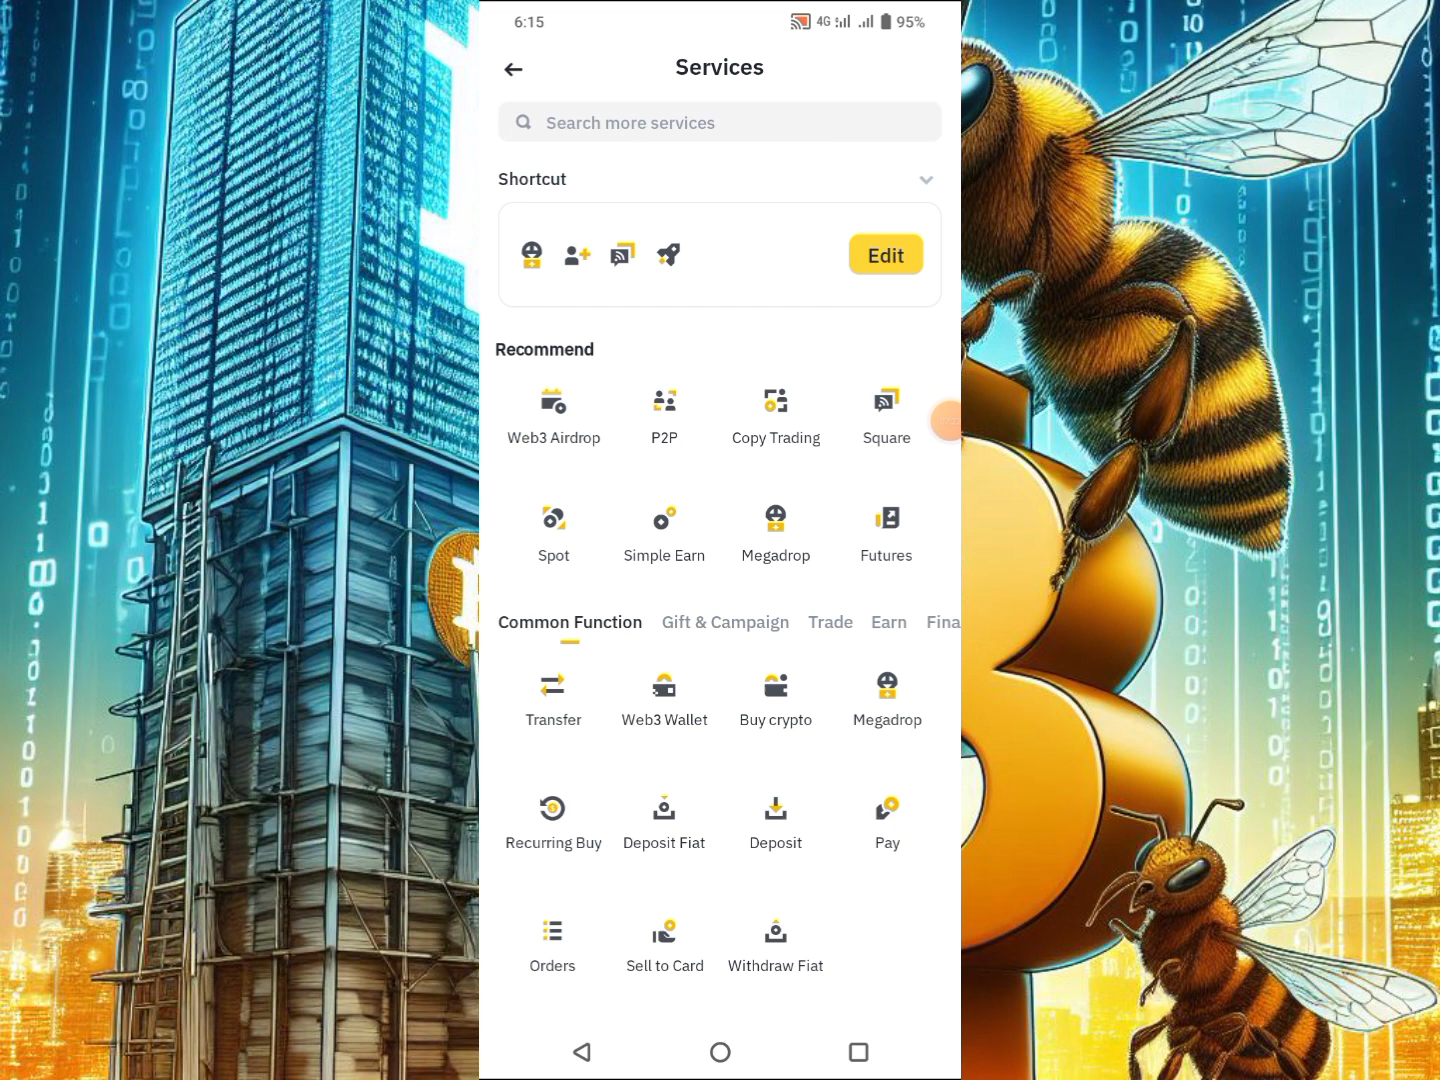 6:15 4G 95%
Services
Search more services
Shortcut
Edit
Recommend
Web3 Airdrop P2P Copy Trading Square
Spot Simple Earn Megadrop Futures
Common Function Gift & Campaign Trade Earn Fina
Transfer Web3 Wallet Buy crypto Megadrop
Recurring Buy Deposit Fiat Deposit Pay
Orders Sell to Card Withdraw Fiat